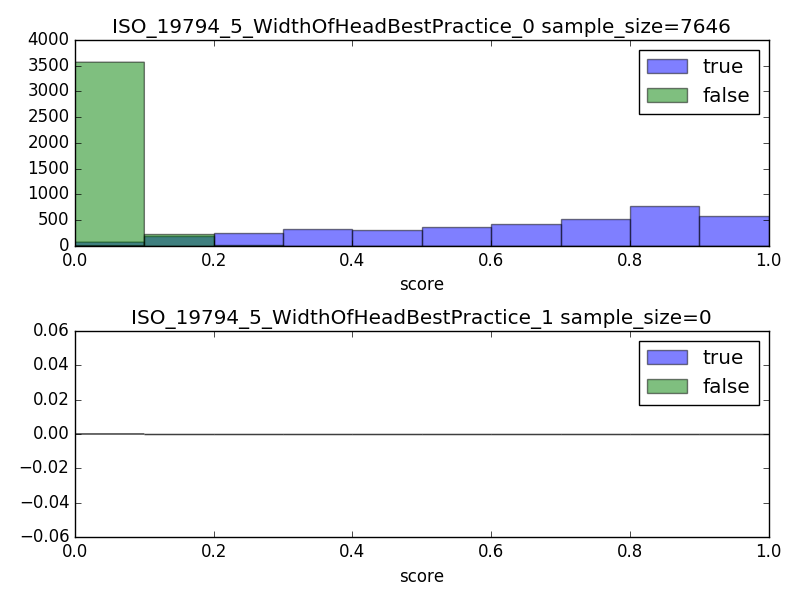 ISO_19794_5_WidthOfHeadBestPractice_0 sample_size=7646
4000
3500
3000
2500
2000
1500
1000
500
0
true
false
0.0 0.2 0.4 0.6 0.8 1.0
score
ISO_19794_5_WidthOfHeadBestPractice_1 sample_size=0
0.06
0.04
0.02
0.00
−0.02
−0.04
−0.06
true
false
0.0 0.2 0.4 0.6 0.8 1.0
score